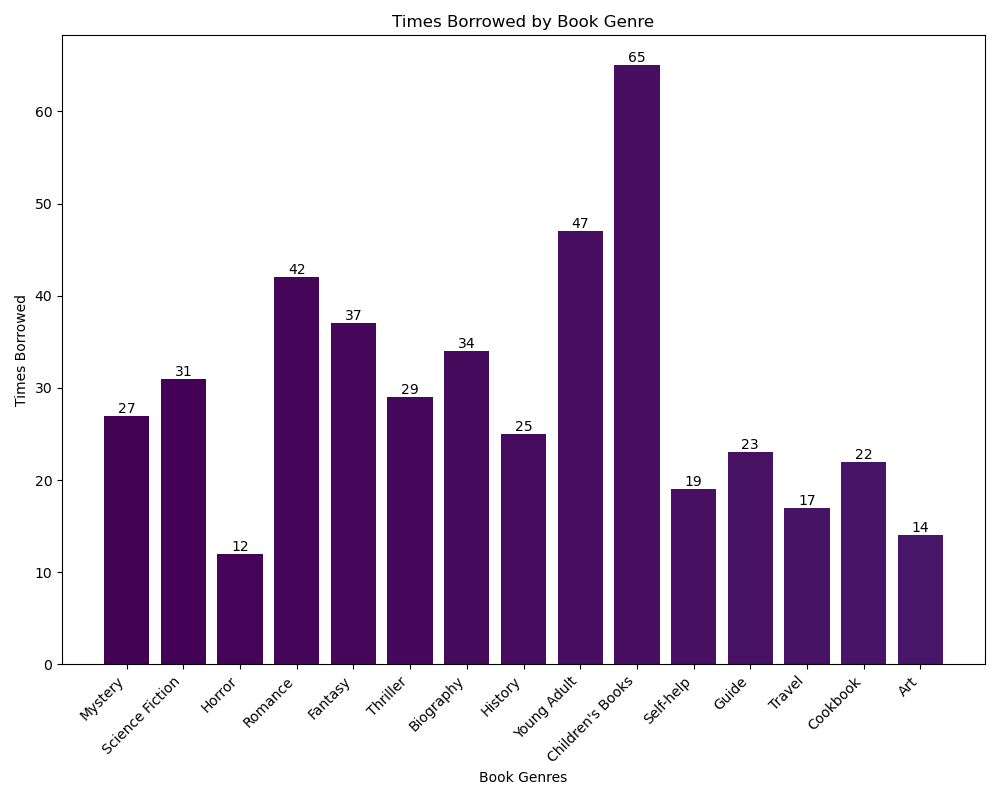 Times Borrowed by Book Genre
Times Borrowed
60
50
40
30
20
10
0
27
31
12
42
37
29
34
25
47
65
19
23
17
22
14
Mystery
Science Fiction
Horror
Romance
Fantasy
Thriller
Biography
History
Young Adult
Children's Books
Self-help
Guide
Travel
Cookbook
Art
Book Genres